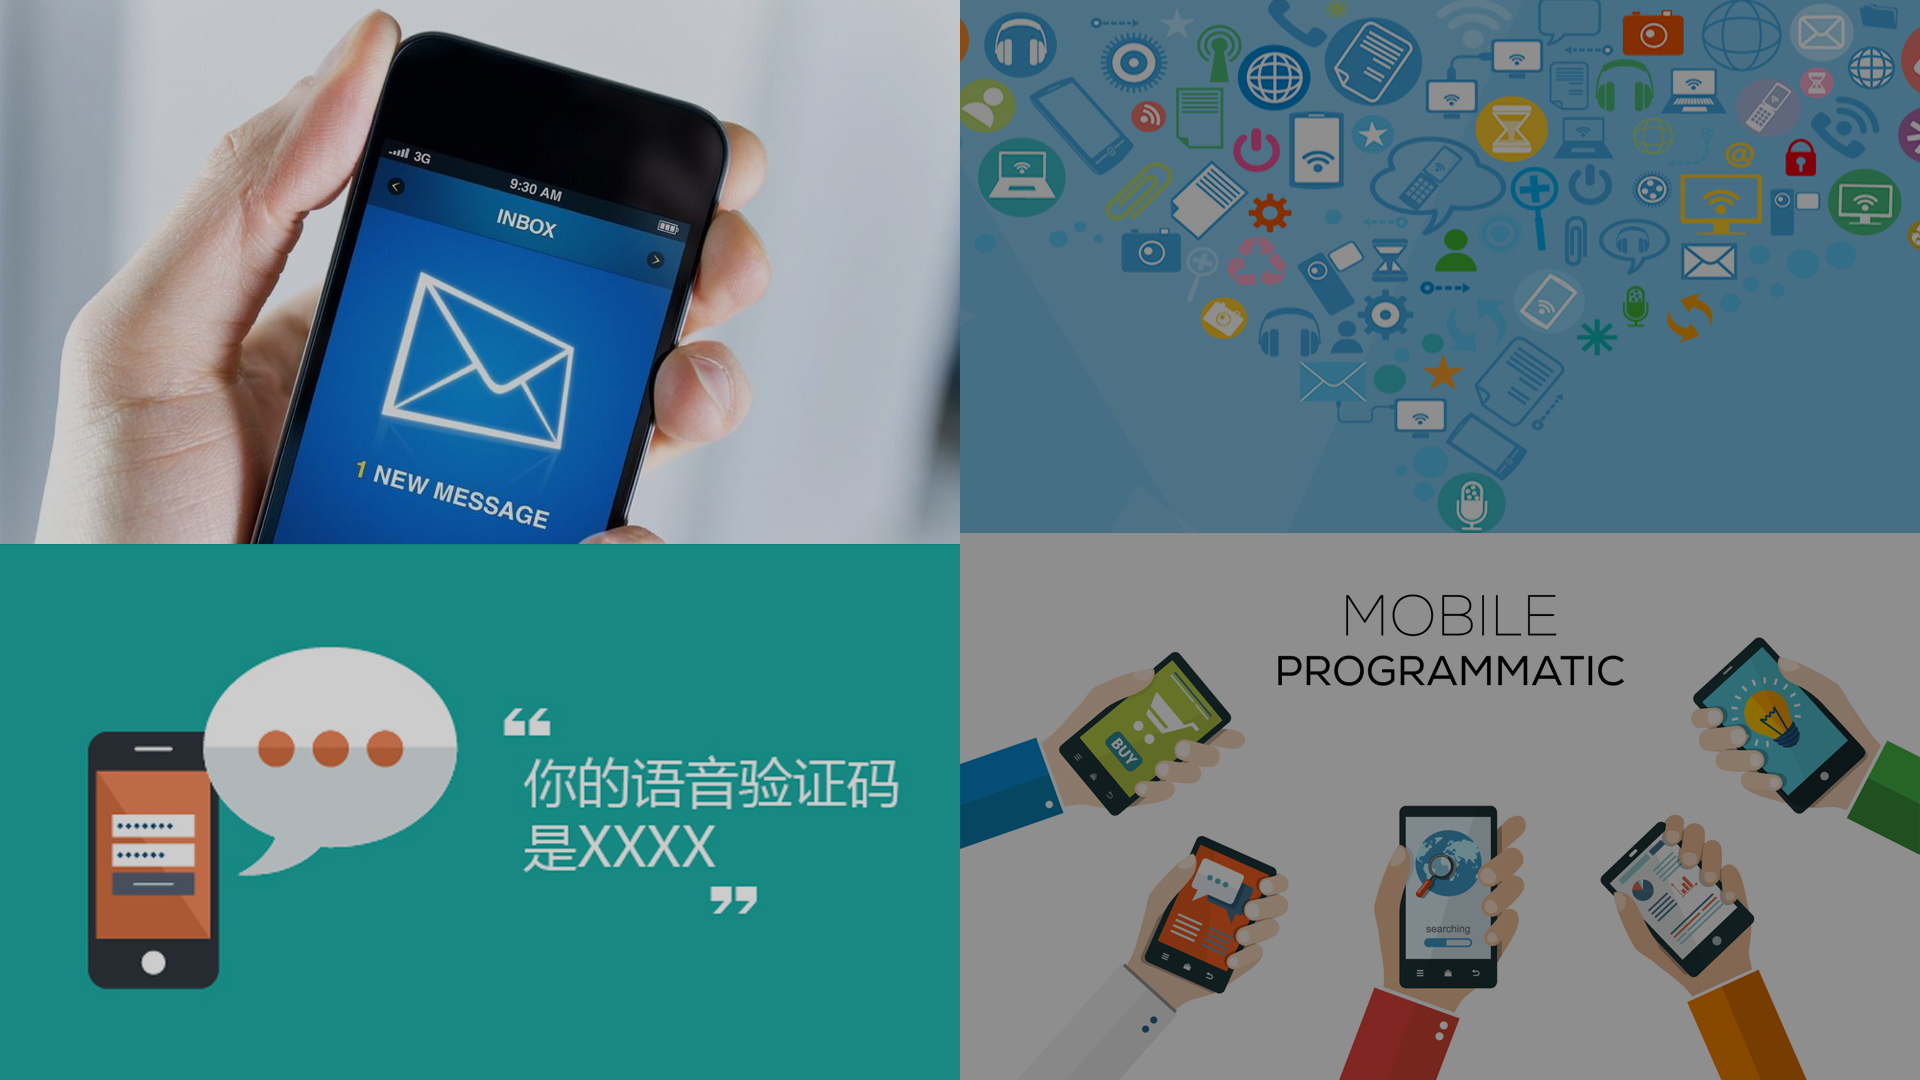 3G
9:30 AM
INBOX
1 NEW MESSAGE
@
“
你的语音验证码
是XXXX
”
MOBILE
PROGRAMMATIC
BUY
searching